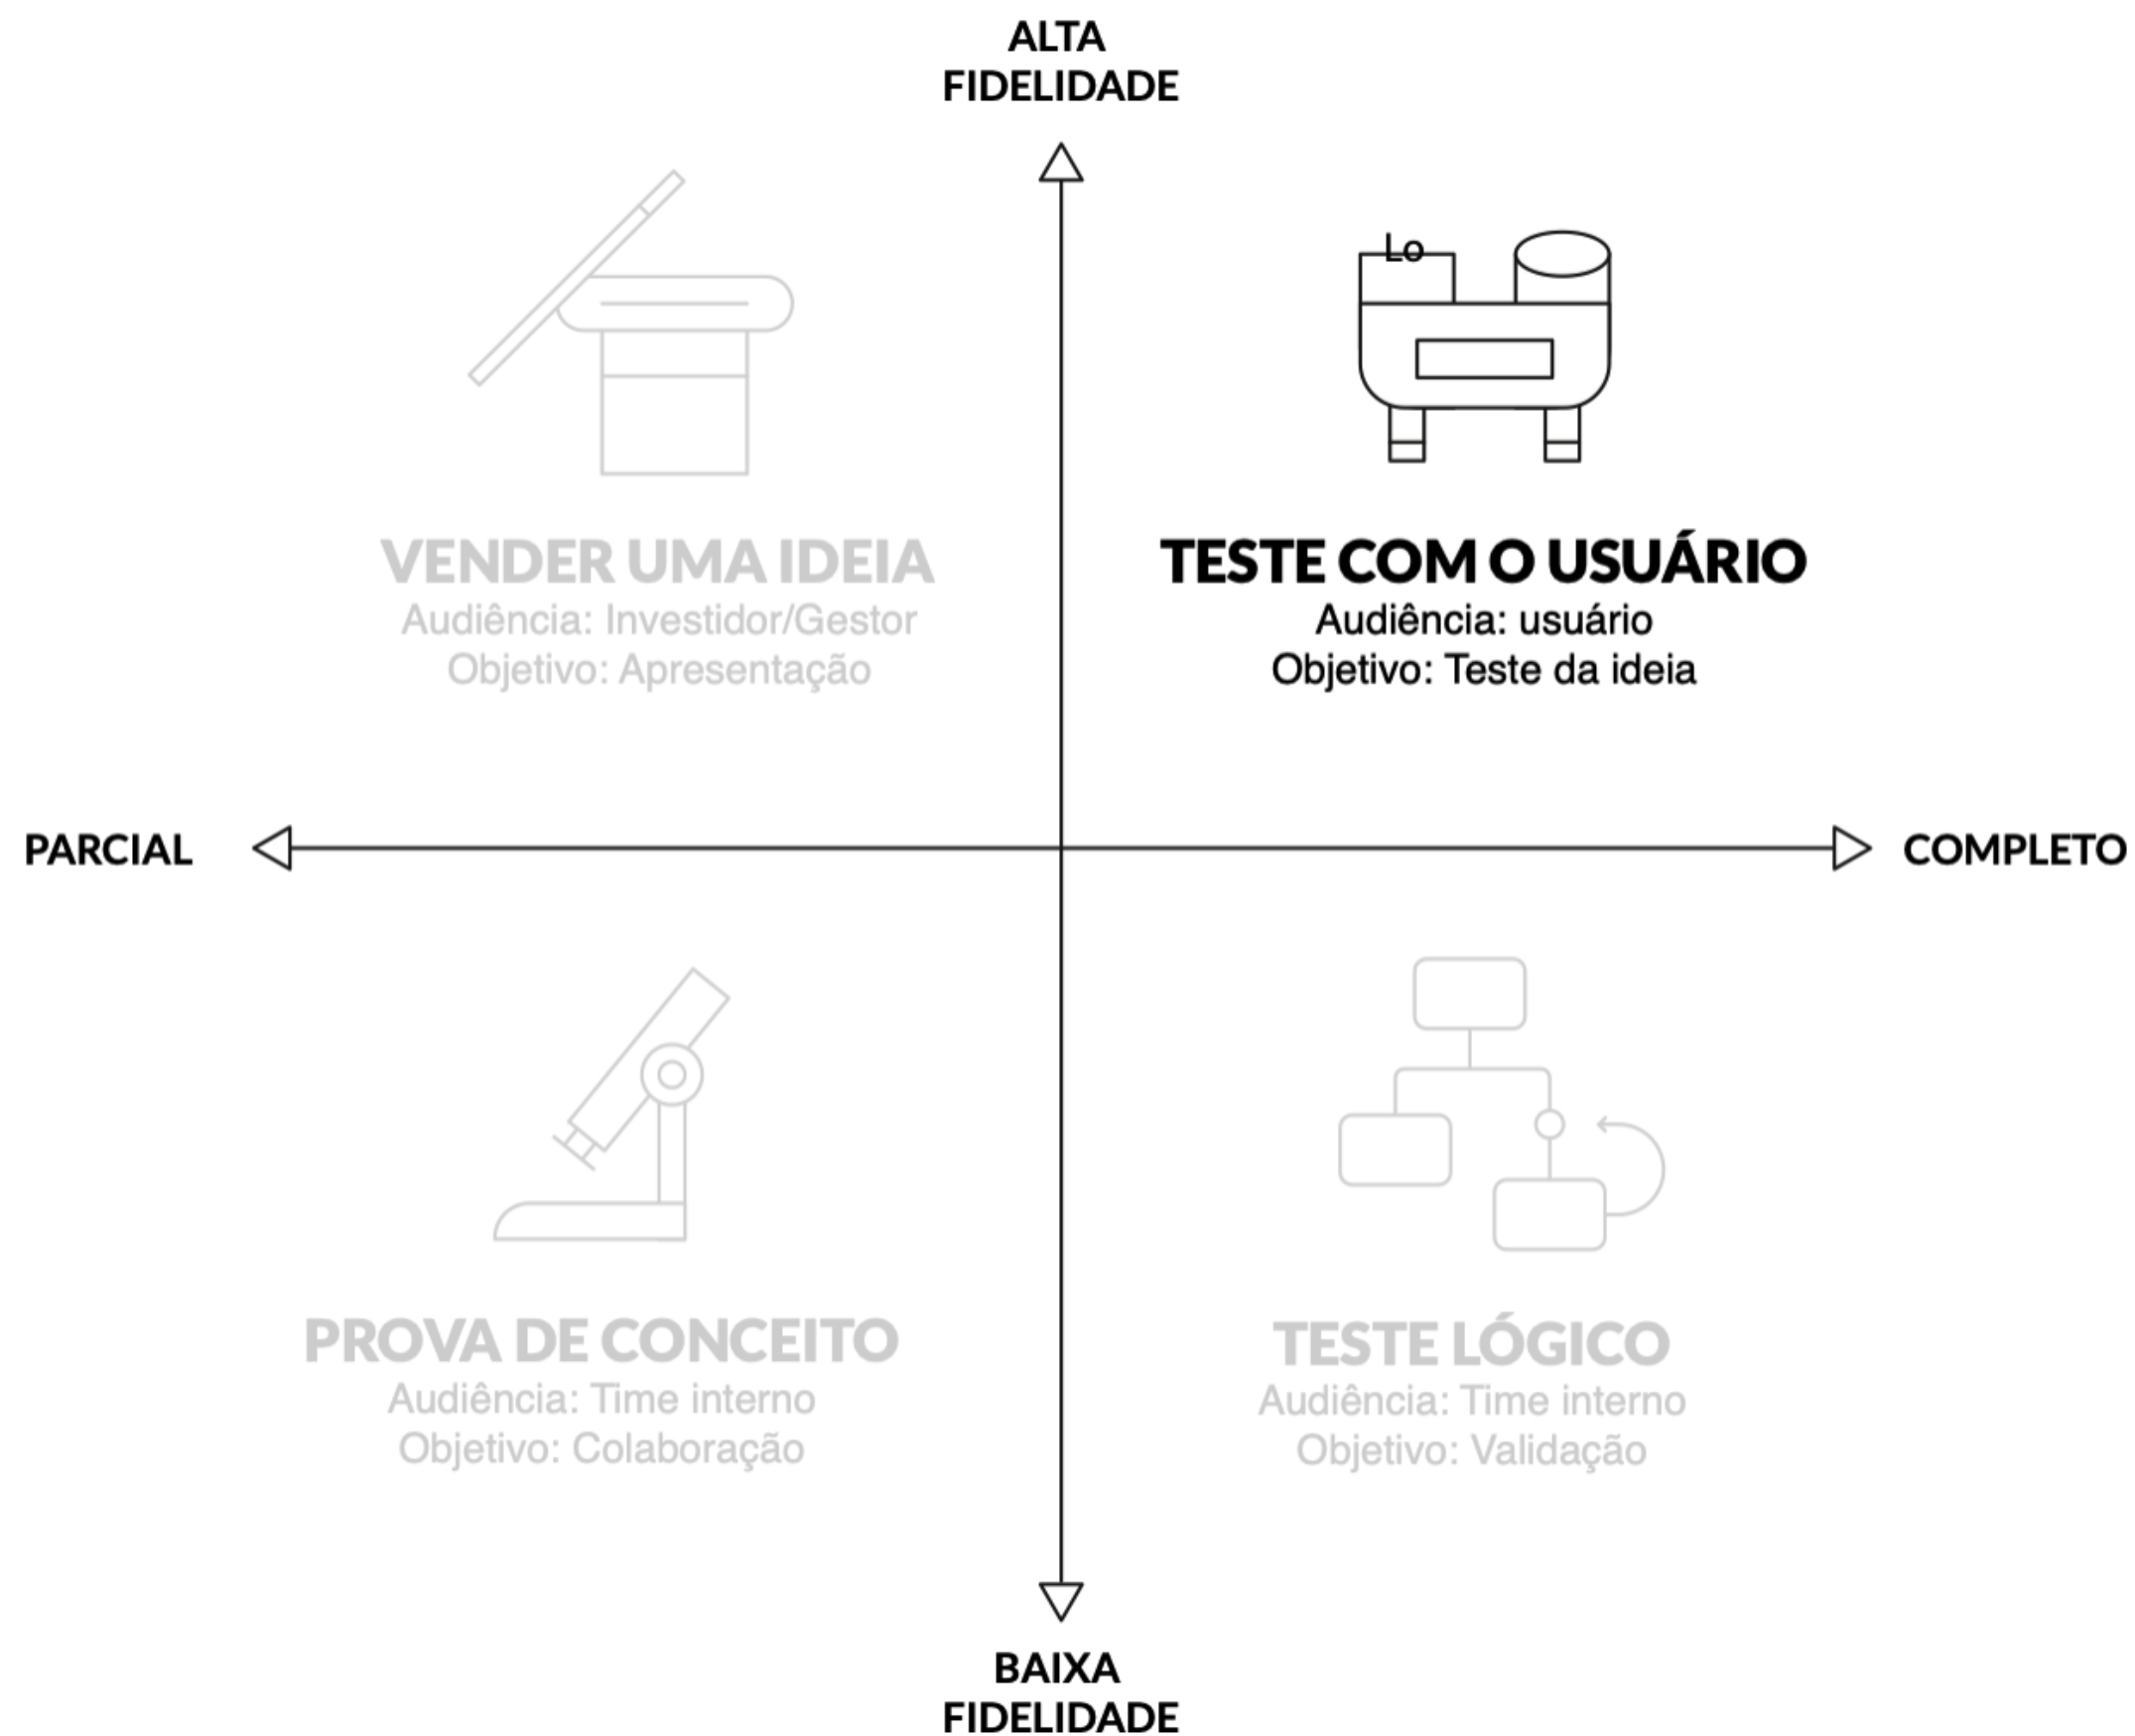 ALTA
FIDELIDADE
Lo
VENDER UMA IDEIA
Audiência: Investidor/Gestor
Objetivo: Apresentação
TESTE COM O USUÁRIO
Audiência: usuário
Objetivo: Teste da ideia
PARCIAL
COMPLETO
PROVA DE CONCEITO
Audiência: Time interno
Objetivo: Colaboração
TESTE LÓGICO
Audiência: Time interno
Objetivo: Validação
BAIXA
FIDELIDADE